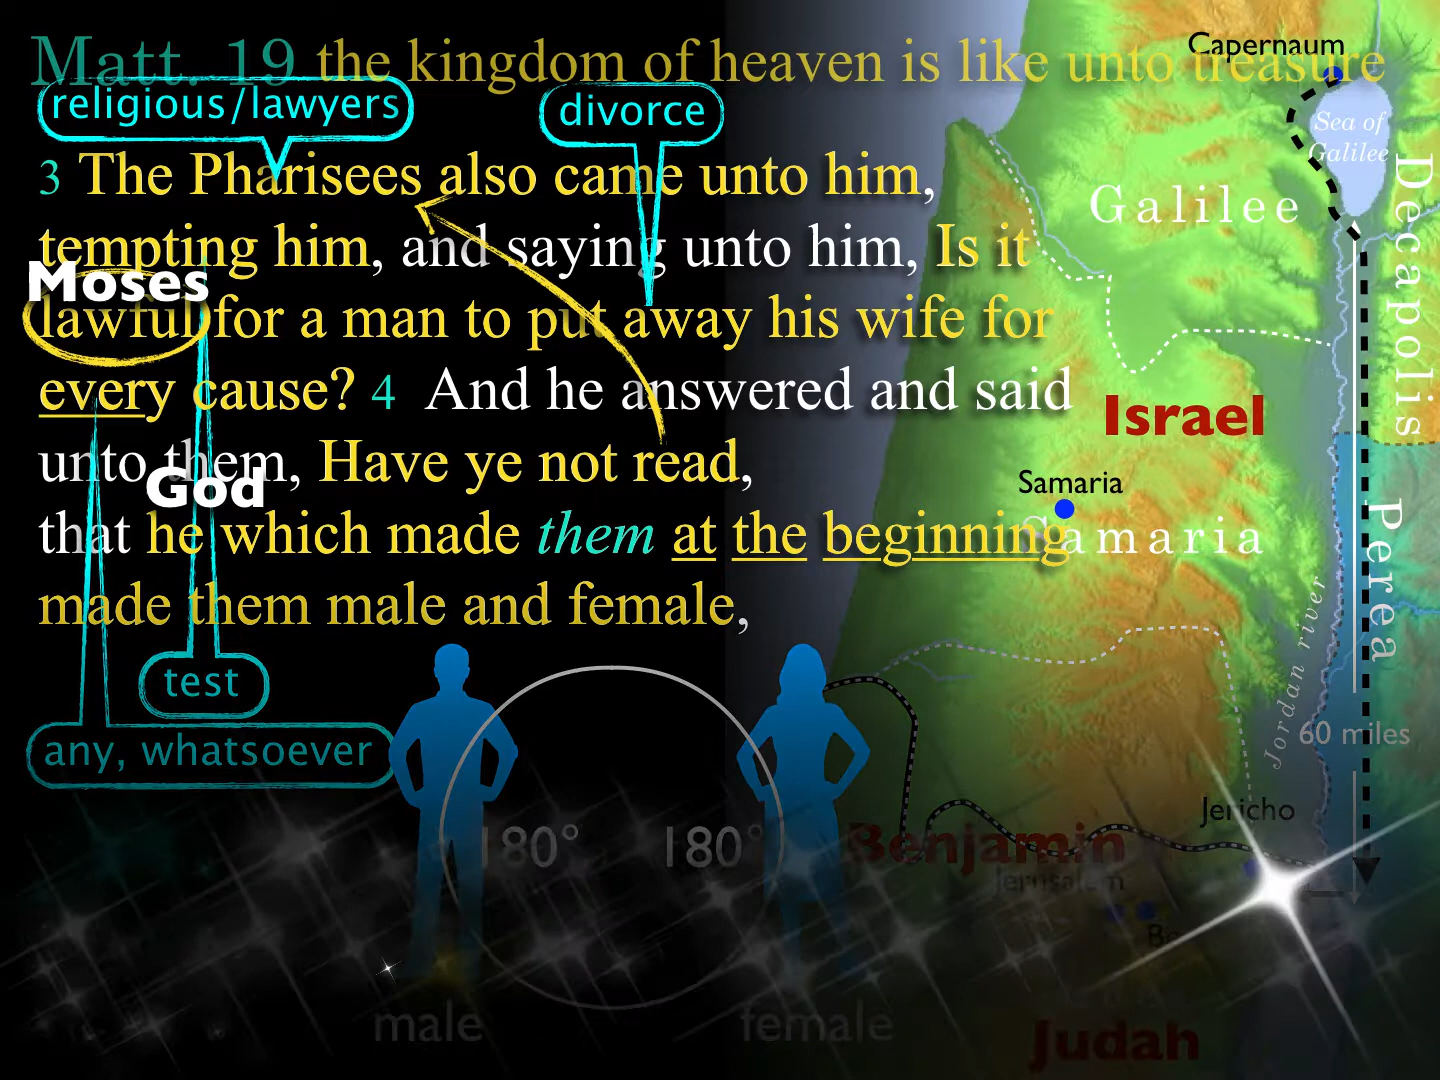 Matt. 19 the kingdom of heaven is like unto treasure
religious/lawyers
divorce
3 The Pharisees also came unto him,
tempting him, and saying unto him, Is it
Moses
lawful for a man to put away his wife for
every cause? 4 And he answered and said
unto them, Have ye not read,
God
that he which made them at the beginning
made them male and female,
test
any, whatsoever
180° 180°
male female
Capernaum
Sea of
Galilee
Galilee
Decapolis
Israel
Samaria
Samaria
Perea
Jordan river
60 miles
Jericho
Benjamin
Jerusalem
Judah